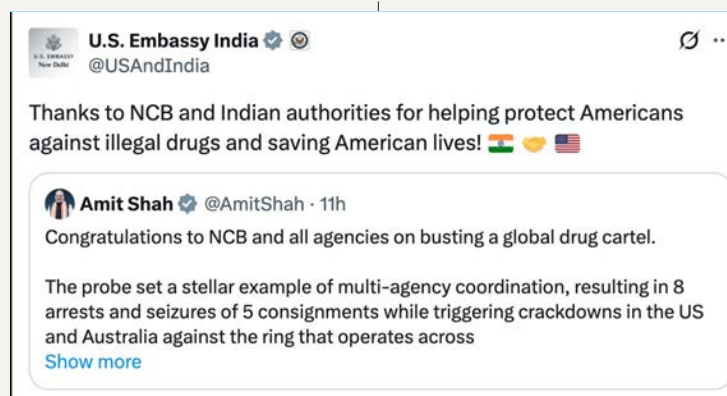 U.S. EMBASSY
New Delhi
U.S. Embassy India
@USAndIndia
Thanks to NCB and Indian authorities for helping protect Americans
against illegal drugs and saving American lives! 🇮🇳 🤝 🇺🇸
Amit Shah @AmitShah · 11h
Congratulations to NCB and all agencies on busting a global drug cartel.
The probe set a stellar example of multi-agency coordination, resulting in 8
arrests and seizures of 5 consignments while triggering crackdowns in the US
and Australia against the ring that operates across
Show more